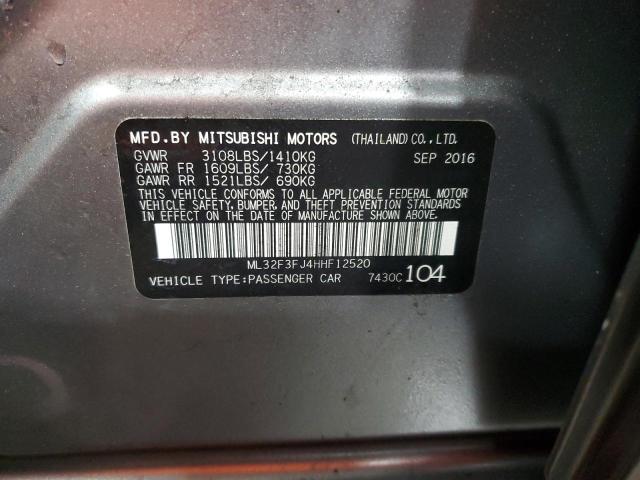 MFD.BY MITSUBISHI MOTORS (THAILAND)CO.,LTD.
GVWR 3108LBS/1410KG SEP 2016
GAWR FR 1609LBS/ 730KG
GAWR RR 1521LBS/ 690KG
THIS VEHICLE CONFORMS TO ALL APPLICABLE FEDERAL MOTOR
VEHICLE SAFETY, BUMPER, AND THEFT PREVENTION STANDARDS
IN EFFECT ON THE DATE OF MANUFACTURE SHOWN ABOVE.
ML32F3FJ4HHF12520
VEHICLE TYPE:PASSENGER CAR 7430C 104